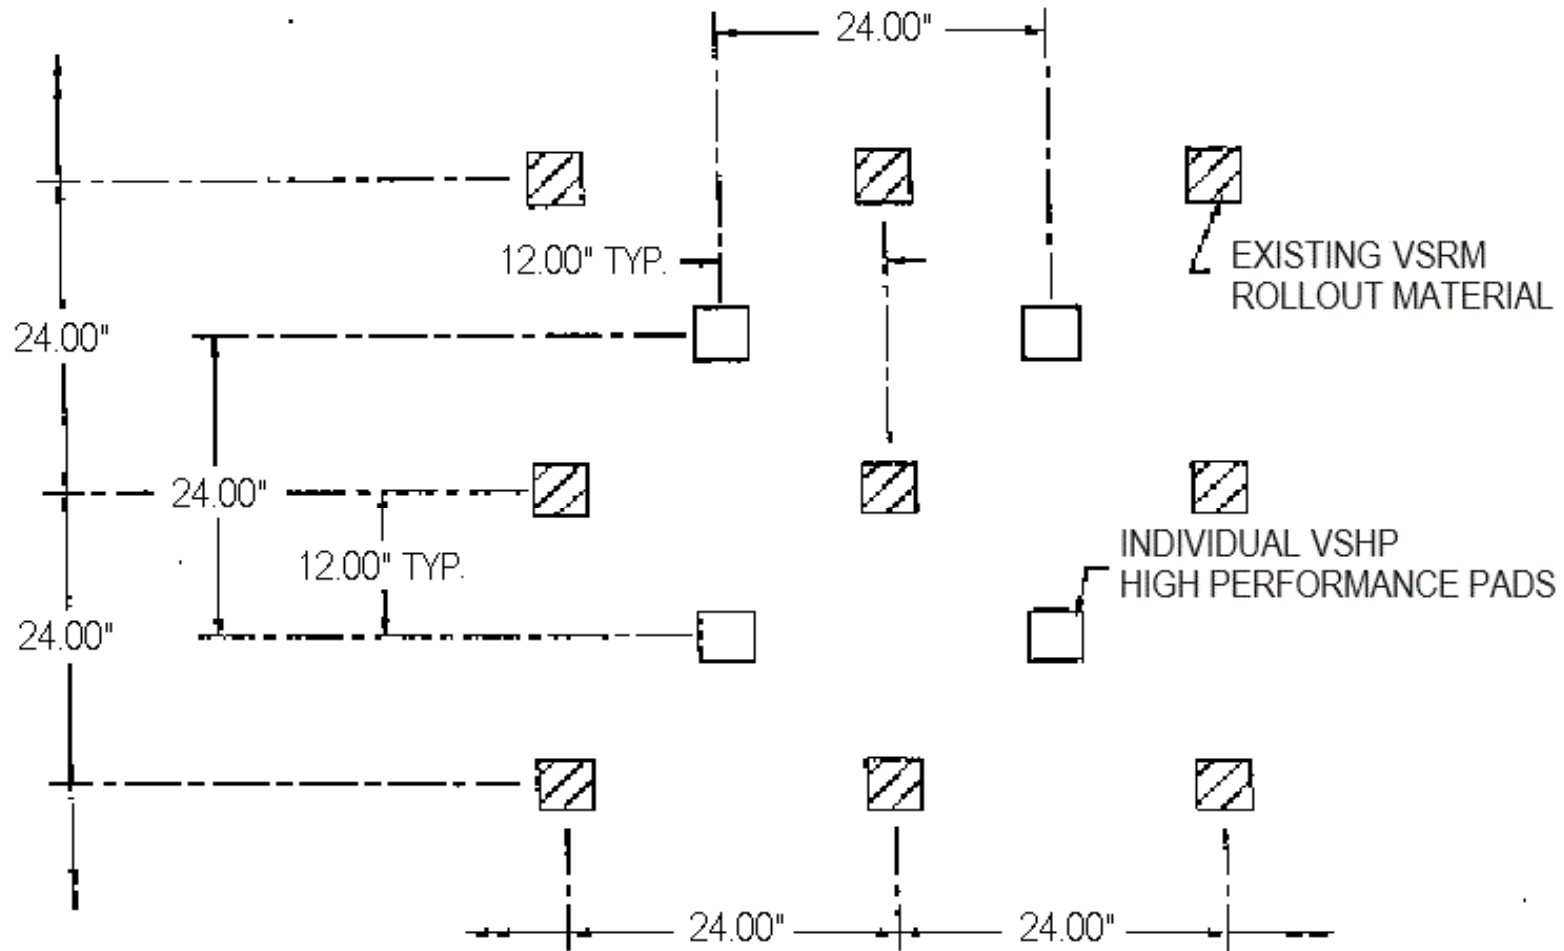 24.00"
12.00" TYP.
EXISTING VSRM
ROLLOUT MATERIAL
24.00"
24.00"
12.00" TYP.
INDIVIDUAL VSHP
HIGH PERFORMANCE PADS
24.00"
24.00"
24.00"